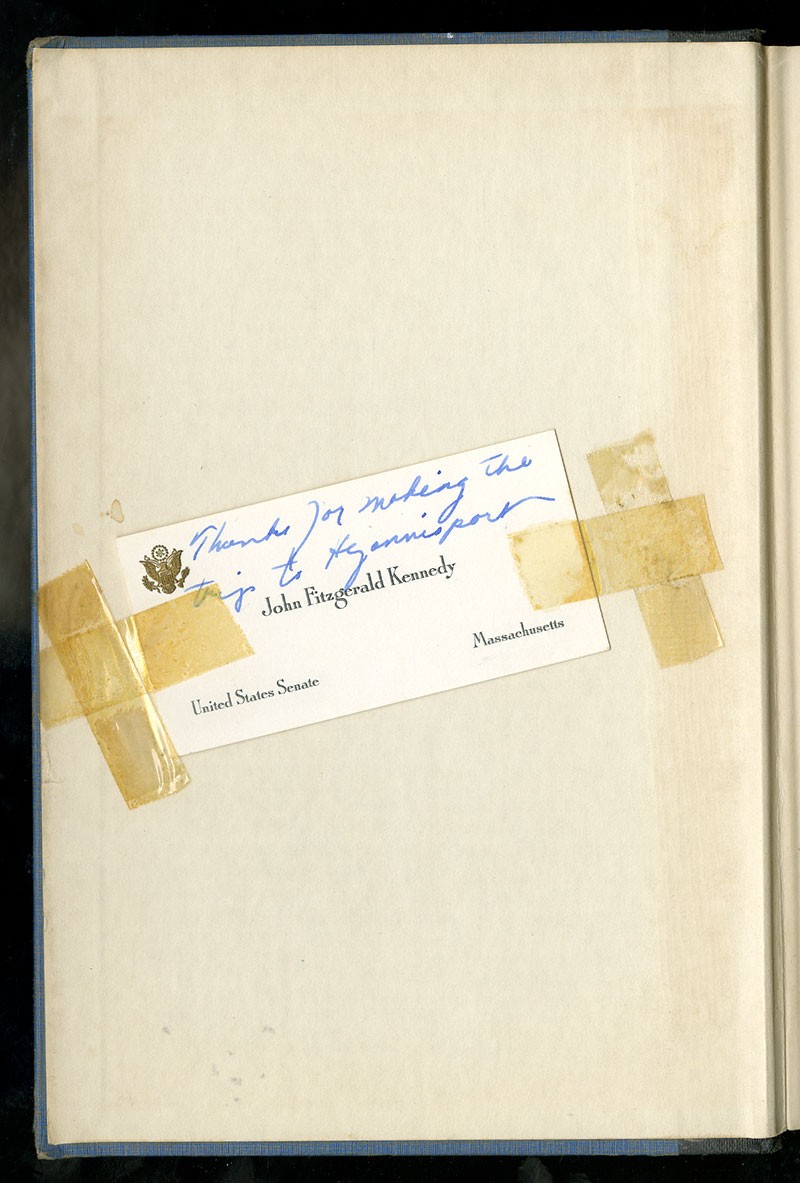 Thanks for making the
trip to Hyannisport
John Fitzgerald Kennedy
Massachusetts
United States Senate